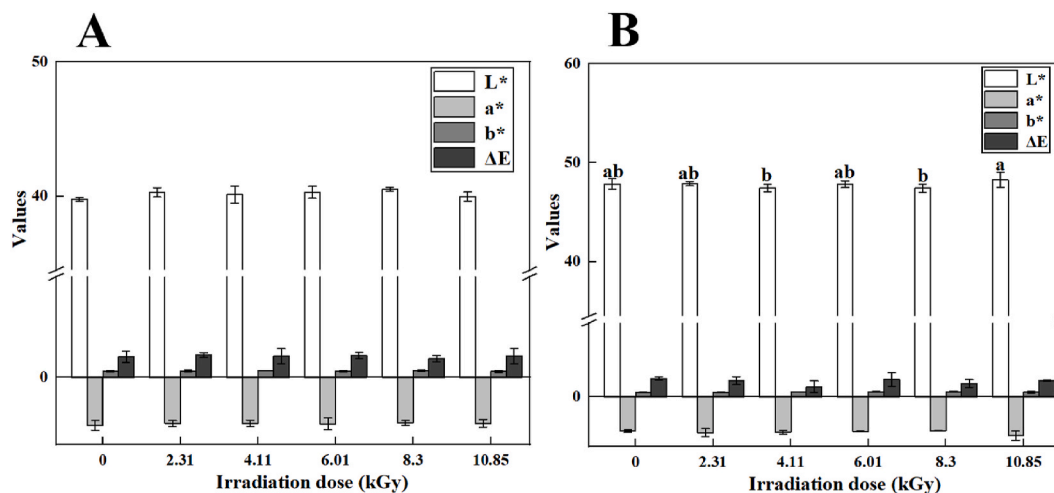 A
50
40
0
Values
L*
a*
b*
ΔE
0 2.31 4.11 6.01 8.3 10.85
Irradiation dose (kGy)
B
60
50
40
0
Values
L*
a*
b*
ΔE
ab ab b ab b a
0 2.31 4.11 6.01 8.3 10.85
Irradiation dose (kGy)